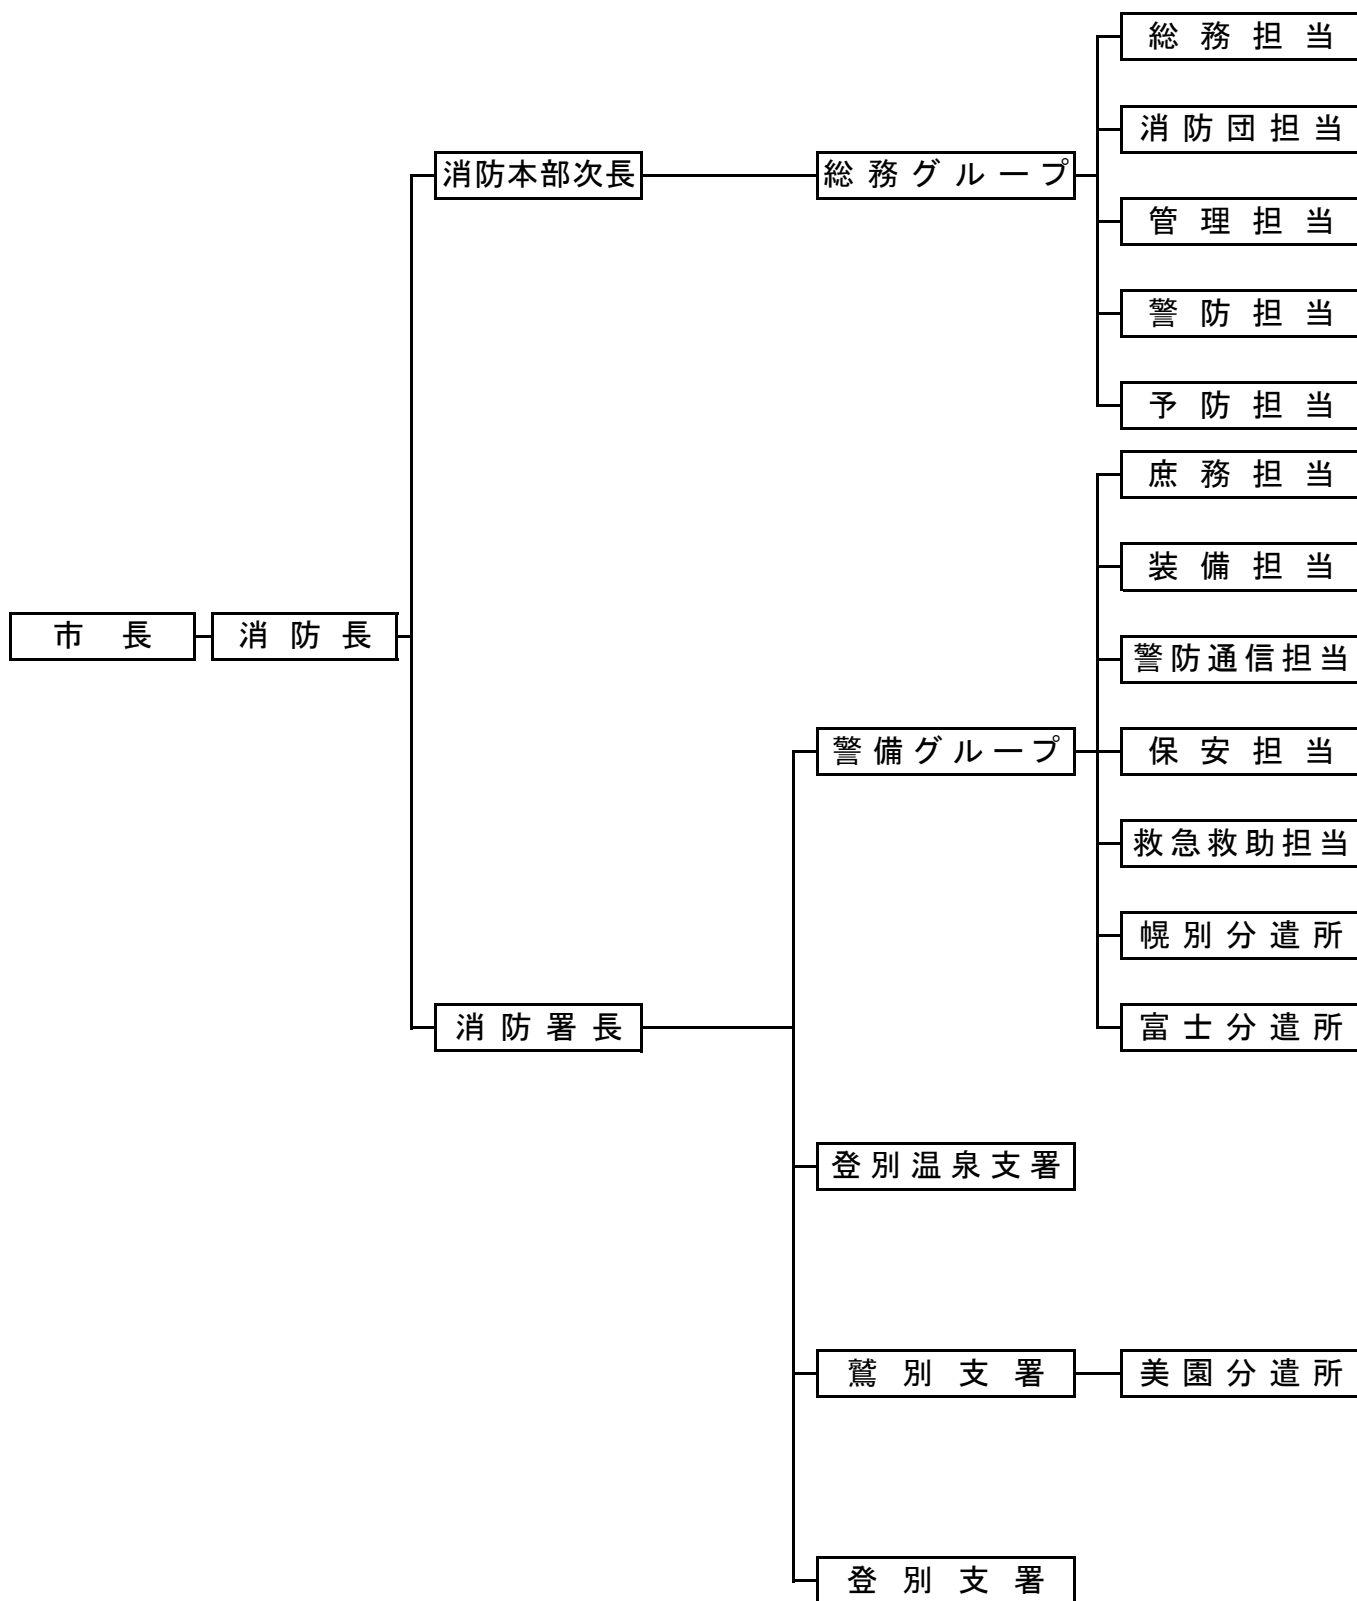 総務担当
消防団担当
消防本部次長
総務グループ
管理担当
警防担当
予防担当
庶務担当
装備担当
市長
消防長
警防通信担当
警備グループ
保安担当
救急救助担当
幌別分遣所
消防署長
富士分遣所
登別温泉支署
鷲別支署
美園分遣所
登別支署